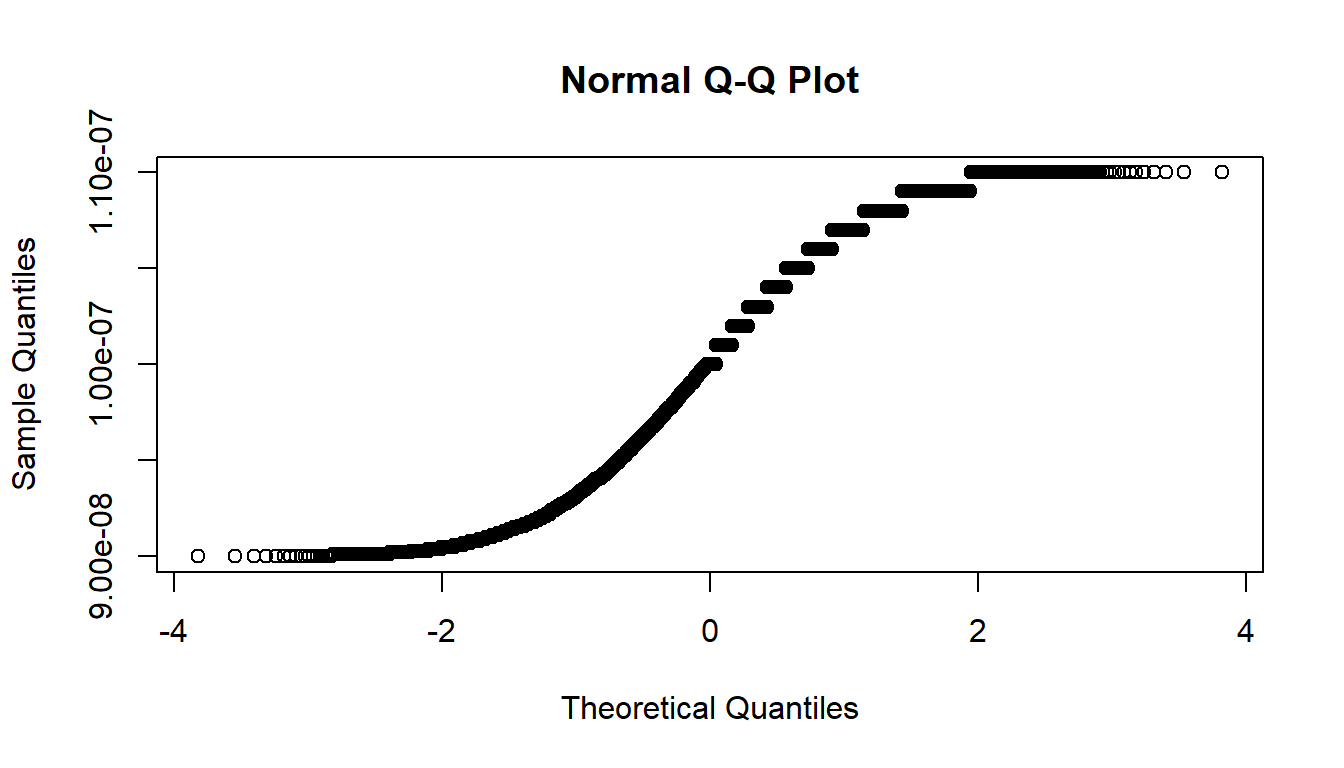 Normal Q-Q Plot
1.10e-07
1.00e-07
9.00e-08
Sample Quantiles
-4 -2 0 2 4
Theoretical Quantiles